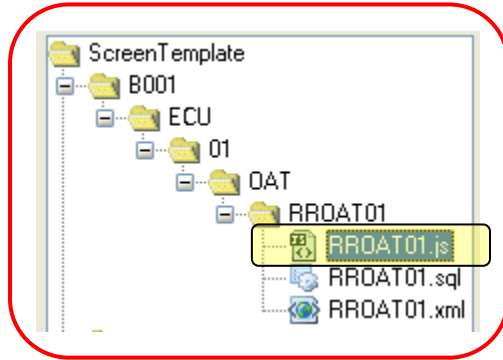 ScreenTemplate
B001
ECU
01
OAT
RROAT01
RROAT01.js
RROAT01.sql
RROAT01.xml